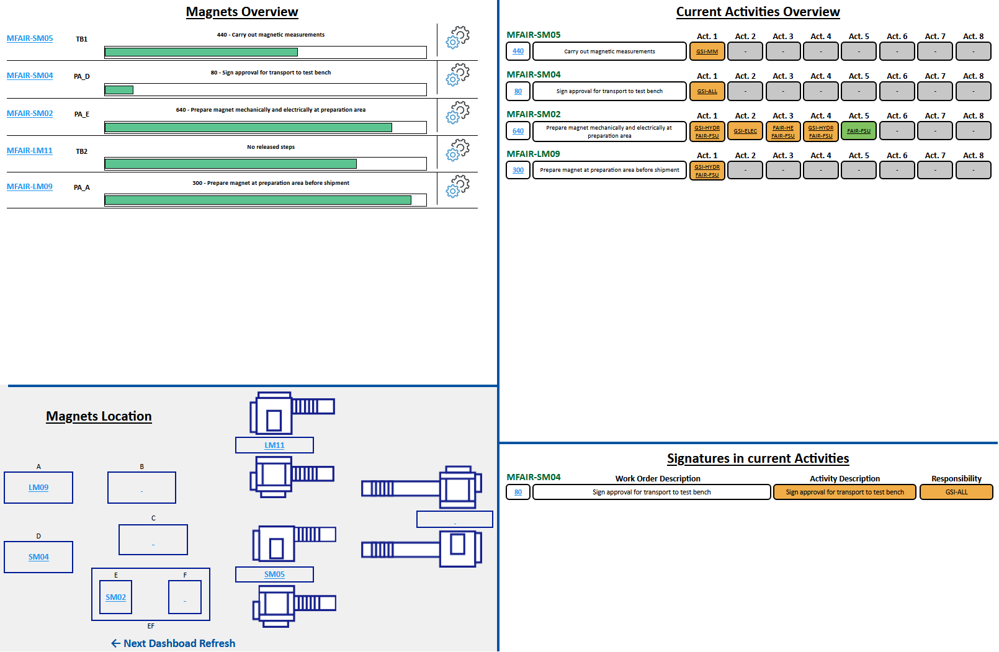 Magnets Overview
MFAIR-SM05 TB1 440 - Carry out magnetic measurements
MFAIR-SM04 PA_D 80 - Sign approval for transport to test bench
MFAIR-SM02 PA_E 640 - Prepare magnet mechanically and electrically at preparation area
MFAIR-LM11 TB2 No released steps
MFAIR-LM09 PA_A 300 - Prepare magnet at preparation area before shipment
Current Activities Overview
MFAIR-SM05 Act. 1 Act. 2 Act. 3 Act. 4 Act. 5 Act. 6 Act. 7 Act. 8
440 Carry out magnetic measurements GSI-MM - - - - - - -
MFAIR-SM04 Act. 1 Act. 2 Act. 3 Act. 4 Act. 5 Act. 6 Act. 7 Act. 8
80 Sign approval for transport to test bench GSI-ALL - - - - - - -
MFAIR-SM02 Act. 1 Act. 2 Act. 3 Act. 4 Act. 5 Act. 6 Act. 7 Act. 8
640 Prepare magnet mechanically and electrically at GSI-HYDR GSI-ELEC FAIR-HE GSI-HYDR FAIR-FSU - - -
preparation area FAIR-FSU FAIR-FSU FAIR-FSU
MFAIR-LM09 Act. 1 Act. 2 Act. 3 Act. 4 Act. 5 Act. 6 Act. 7 Act. 8
300 Prepare magnet at preparation area before shipment GSI-HYDR - - - - - - -
FAIR-FSU
Magnets Location
LM11
A B
LM09 -
C
-
D
SM04
-
SM05
E F
SM02 -
EF
← Next Dashboad Refresh
Signatures in current Activities
MFAIR-SM04 Work Order Description Activity Description Responsibility
80 Sign approval for transport to test bench Sign approval for transport to test bench GSI-ALL